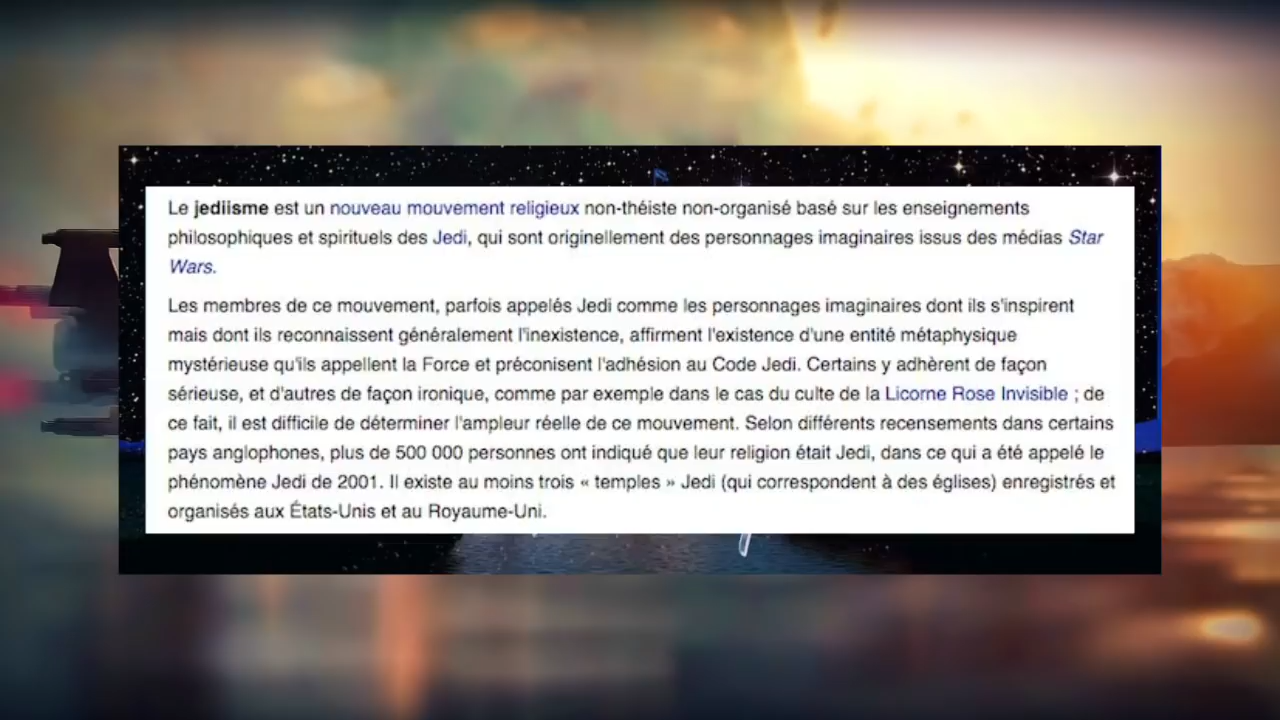 Le jediisme est un nouveau mouvement religieux non-théiste non-organisé basé sur les enseignements
philosophiques et spirituels des Jedi, qui sont originellement des personnages imaginaires issus des médias Star
Wars.
Les membres de ce mouvement, parfois appelés Jedi comme les personnages imaginaires dont ils s'inspirent
mais dont ils reconnaissent généralement l'inexistence, affirment l'existence d'une entité métaphysique
mystérieuse qu'ils appellent la Force et préconisent l'adhésion au Code Jedi. Certains y adhèrent de façon
sérieuse, et d'autres de façon ironique, comme par exemple dans le cas du culte de la Licorne Rose Invisible ; de
ce fait, il est difficile de déterminer l'ampleur réelle de ce mouvement. Selon différents recensements dans certains
pays anglophones, plus de 500 000 personnes ont indiqué que leur religion était Jedi, dans ce qui a été appelé le
phénomène Jedi de 2001. Il existe au moins trois « temples » Jedi (qui correspondent à des églises) enregistrés et
organisés aux États-Unis et au Royaume-Uni.